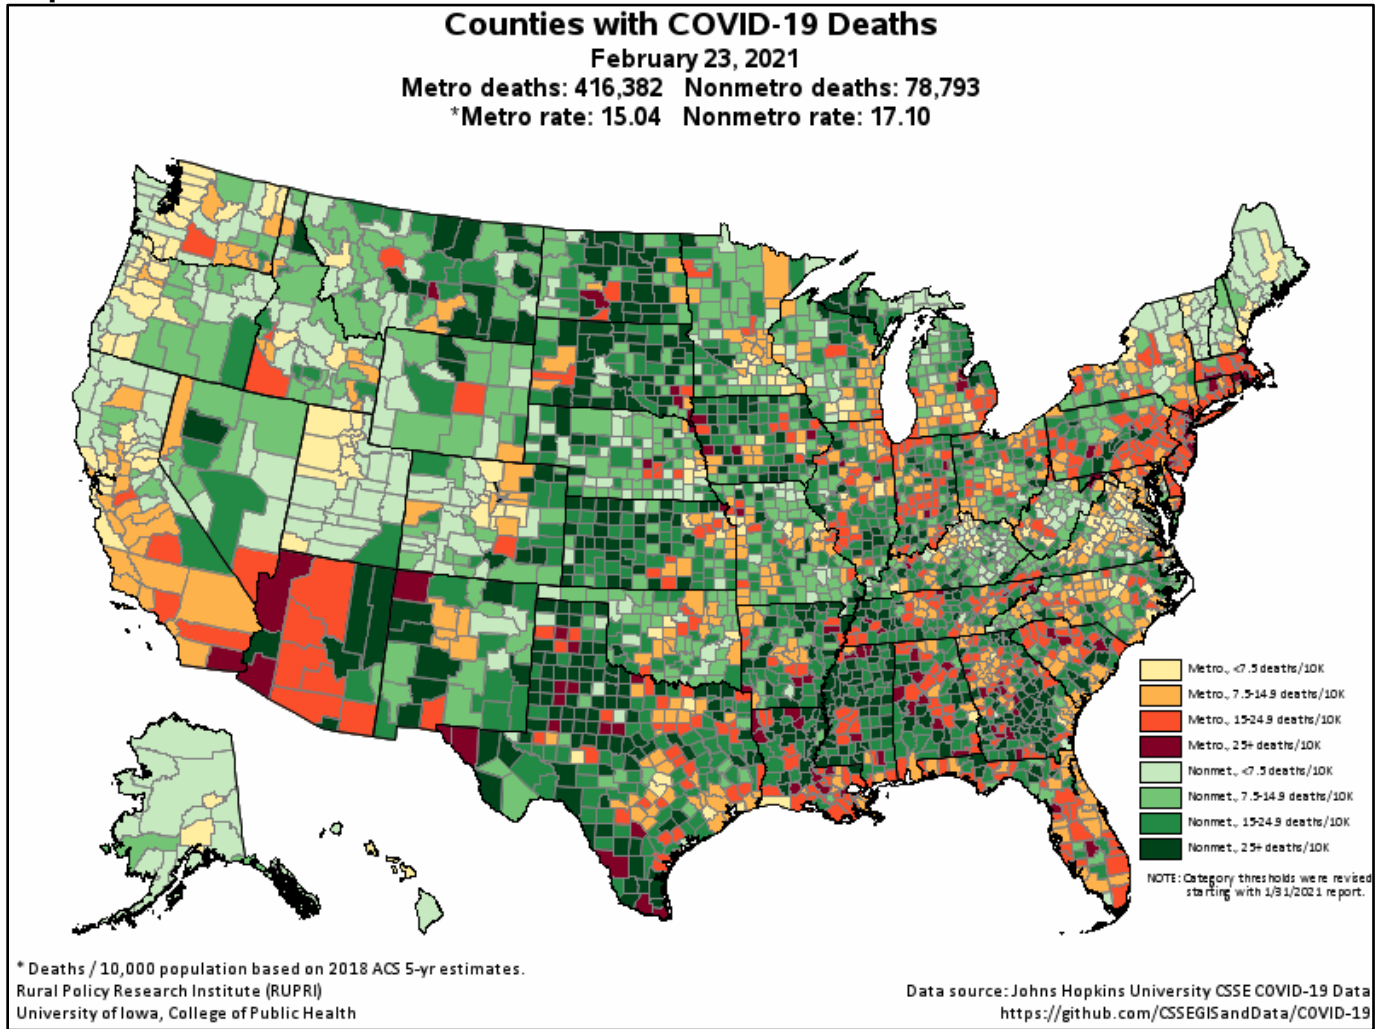 Counties with COVID-19 Deaths
February 23, 2021
Metro deaths: 416,382   Nonmetro deaths: 78,793
*Metro rate: 15.04   Nonmetro rate: 17.10
Metro., <7.5 deaths/10K
Metro., 7.5-14.9 deaths/10K
Metro., 15-24.9 deaths/10K
Metro., 25+ deaths/10K
Nonmet., <7.5 deaths/10K
Nonmet., 7.5-14.9 deaths/10K
Nonmet., 15-24.9 deaths/10K
Nonmet., 25+ deaths/10K
NOTE: Category thresholds were revised
starting with 1/31/2021 report.
* Deaths / 10,000 population based on 2018 ACS 5-yr estimates.
Rural Policy Research Institute (RUPRI)
University of Iowa, College of Public Health
Data source: Johns Hopkins University CSSE COVID-19 Data
https://github.com/CSSEGISandData/COVID-19